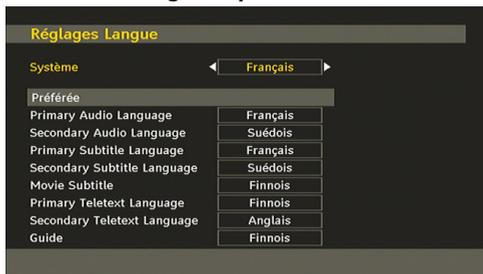 Réglages Langue
Système Français
Préférée
Primary Audio Language Français
Secondary Audio Language Suédois
Primary Subtitle Language Français
Secondary Subtitle Language Suédois
Movie Subtitle Finnois
Primary Teletext Language Finnois
Secondary Teletext Language Anglais
Guide Finnois